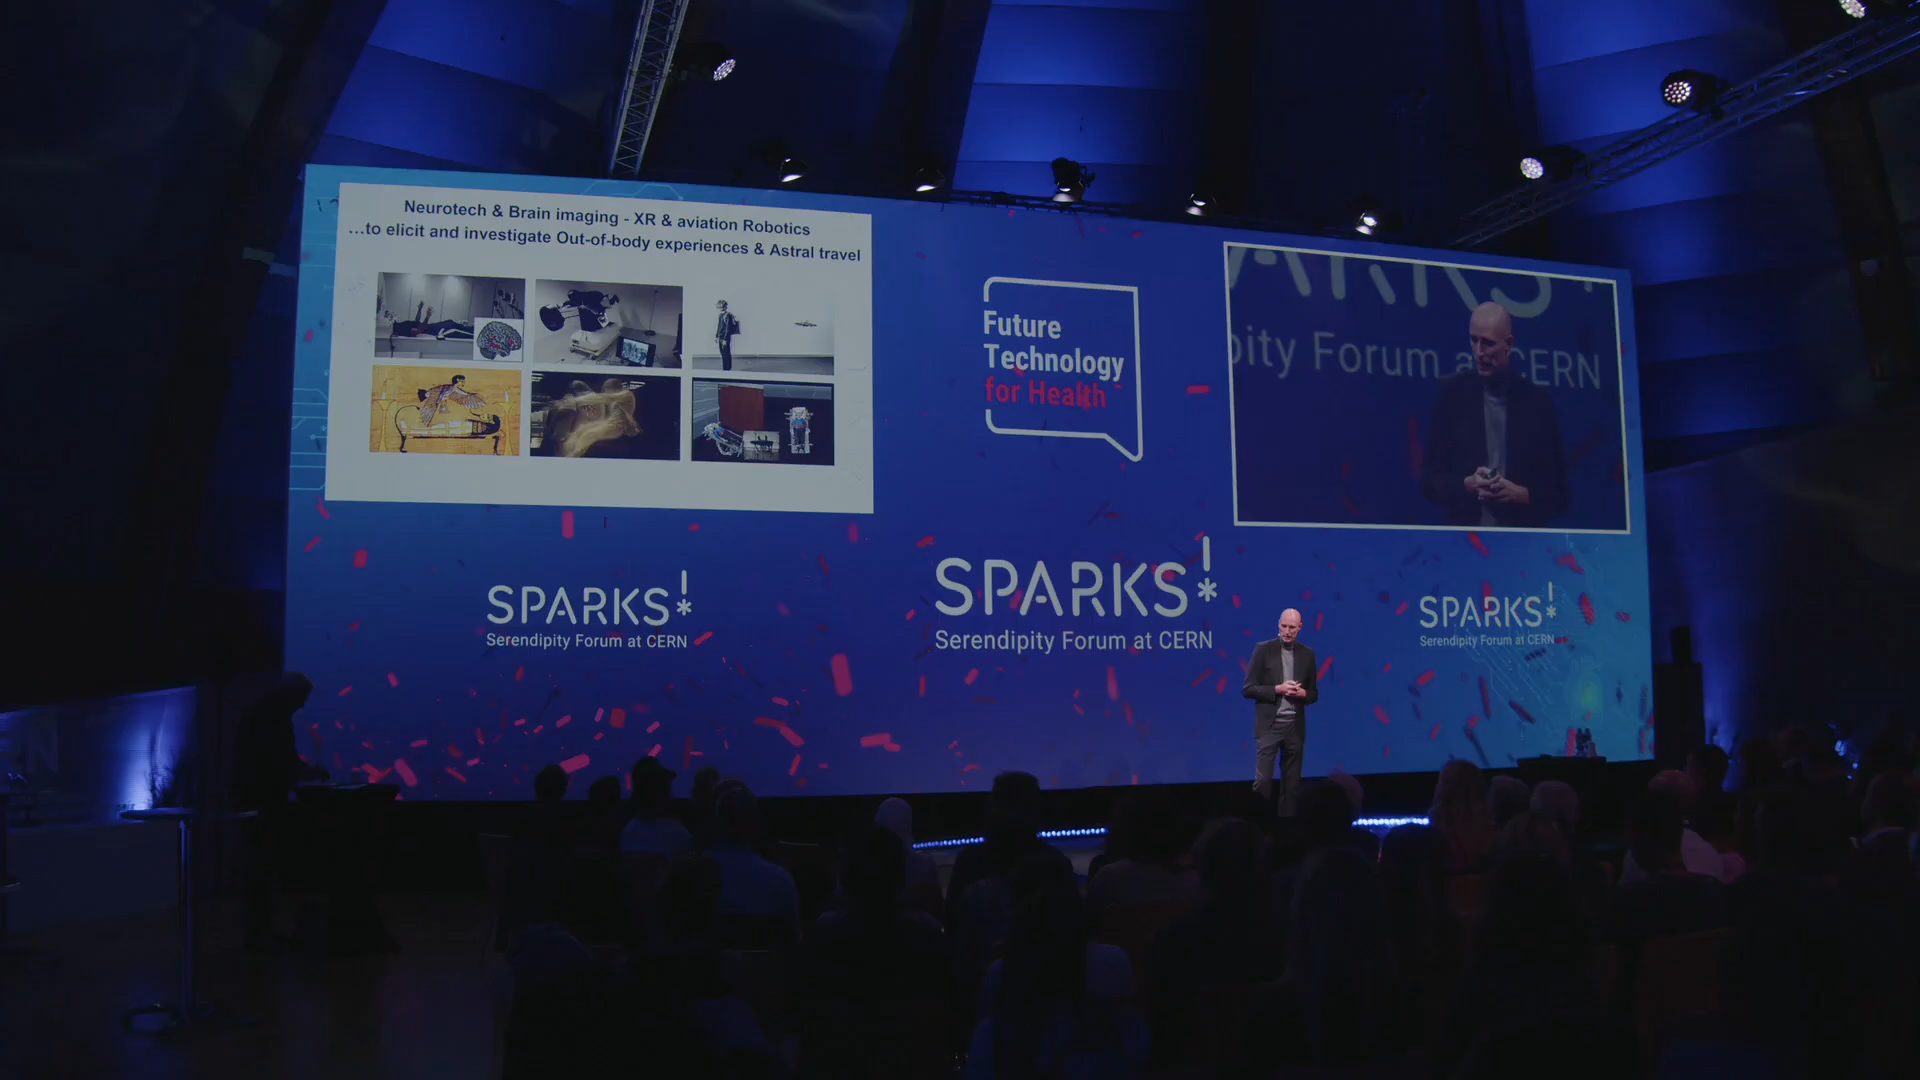 Neurotech & Brain imaging - XR & aviation Robotics
...to elicit and investigate Out-of-body experiences & Astral travel
Future
Technology
for Health
ARKS!
pity Forum at CERN
SPARKS!
Serendipity Forum at CERN
SPARKS!
Serendipity Forum at CERN
SPARKS!
Serendipity Forum at CERN